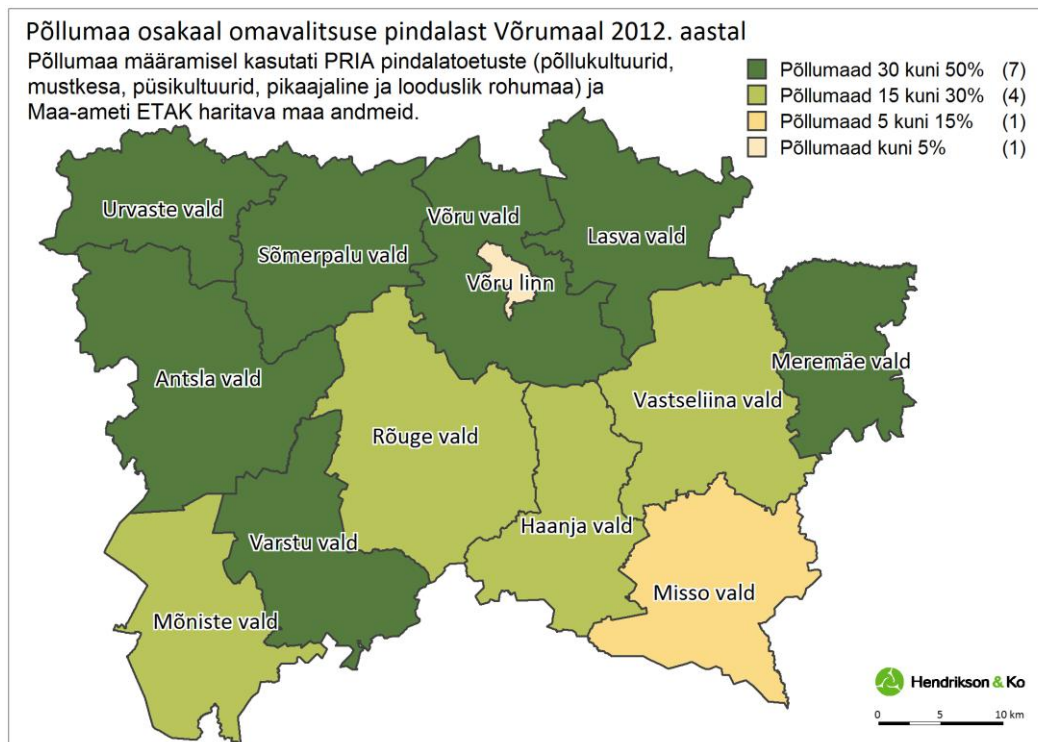 Põllumaa osakaal omavalitsuse pindalast Võrumaal 2012. aastal
Põllumaa määramisel kasutati PRIA pindalatoetuste (põllukultuurid,
mustkesa, püsikultuurid, pikaajaline ja looduslik rohumaa) ja
Maa-ameti ETAK haritava maa andmeid.
Põllumaad 30 kuni 50% (7)
Põllumaad 15 kuni 30% (4)
Põllumaad 5 kuni 15% (1)
Põllumaad kuni 5% (1)
Urvaste vald
Võru vald
Lasva vald
Sõmerpalu vald
Võru linn
Meremäe vald
Antsla vald
Vastseliina vald
Rõuge vald
Haanja vald
Varstu vald
Misso vald
Mõniste vald
Hendrikson & Ko
0 5 10 km